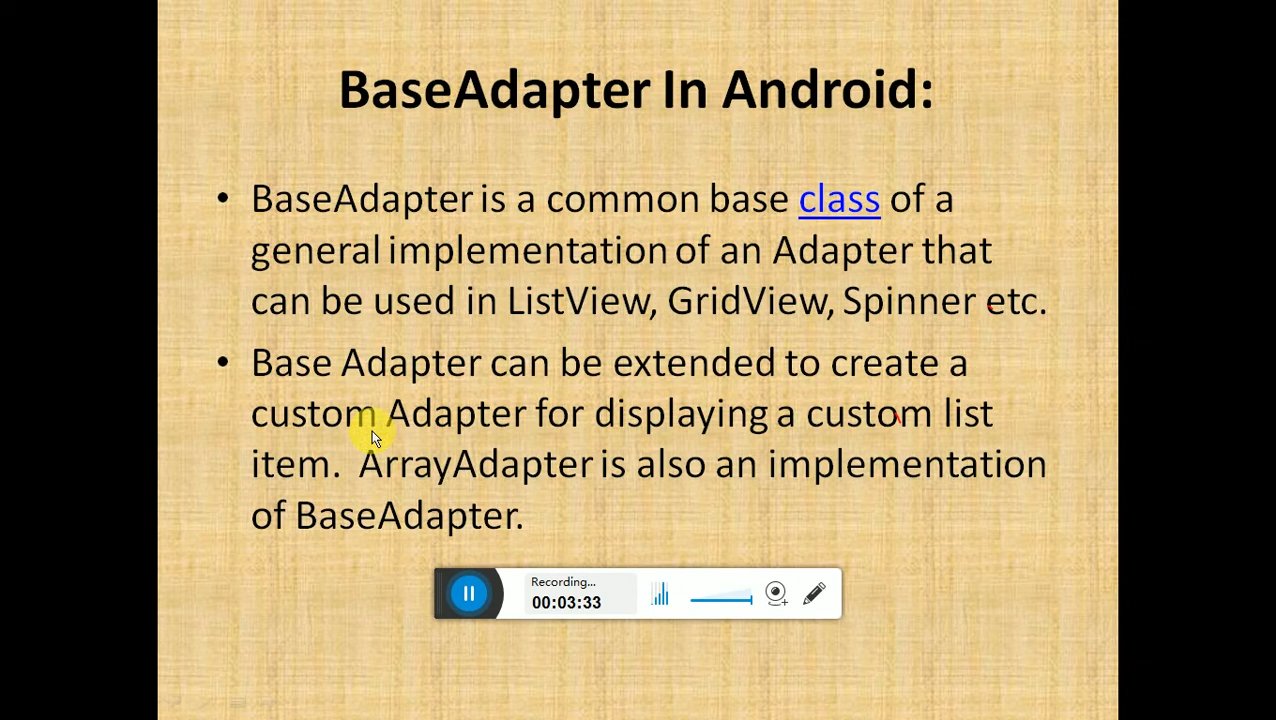 BaseAdapter In Android:
• BaseAdapter is a common base class of a
general implementation of an Adapter that
can be used in ListView, GridView, Spinner etc.
• Base Adapter can be extended to create a
custom Adapter for displaying a custom list
item.  ArrayAdapter is also an implementation
of BaseAdapter.
Recording...
00:03:33